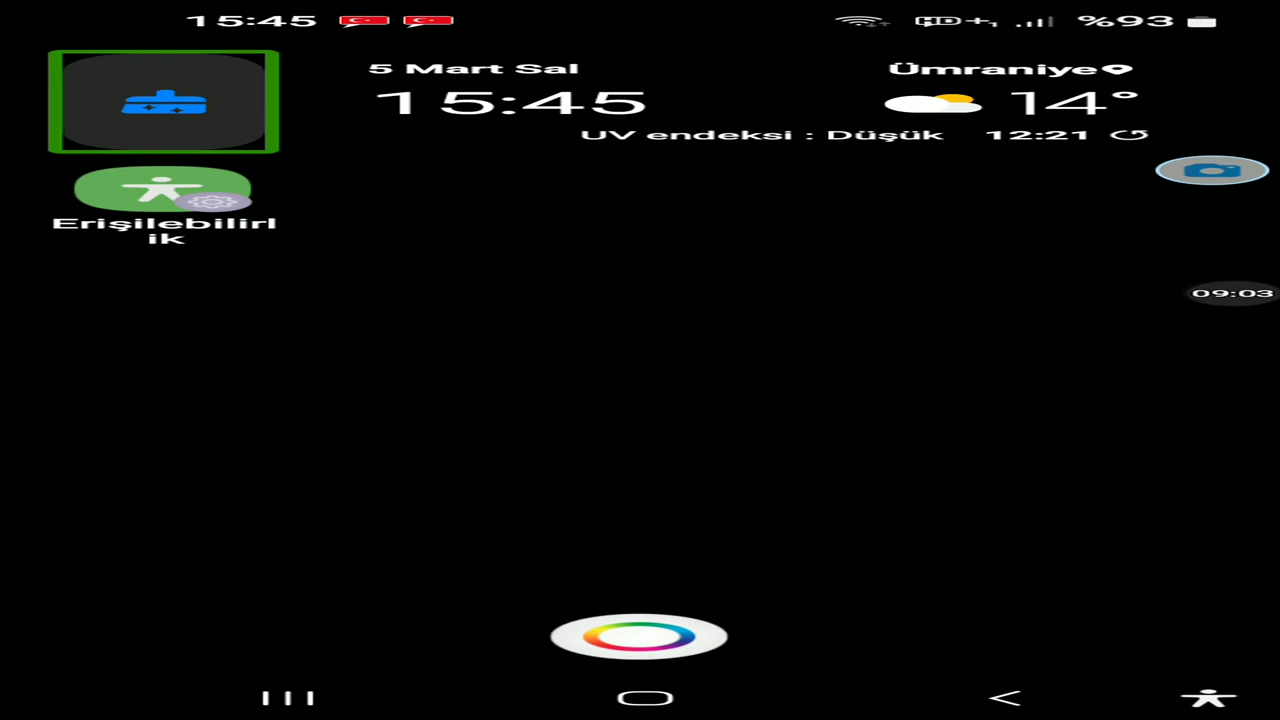 15:45 HD+ %93
5 Mart Sal
15:45
Ümraniye
14°
UV endeksi : Düşük 12:21
Erişilebilirl
ik
09:03